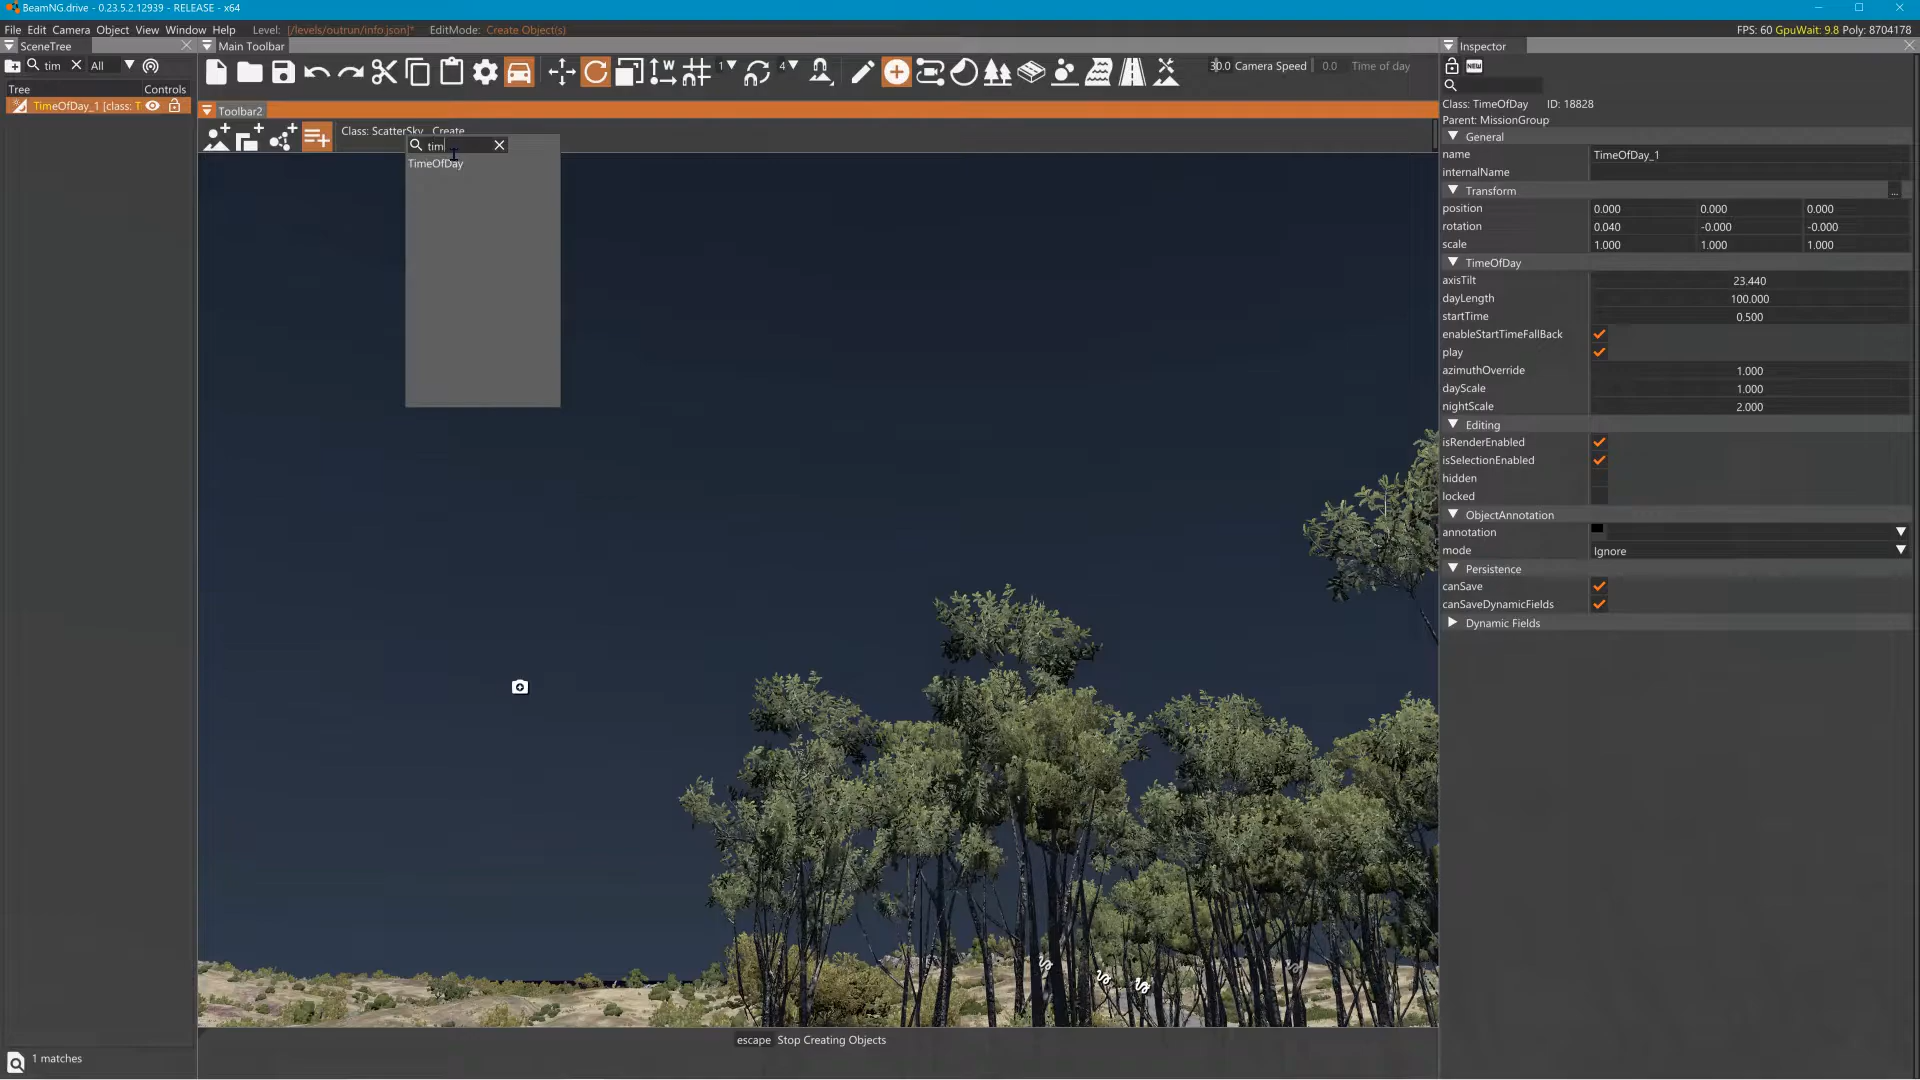 BeamNG.drive - 0.23.5.2.12939 - RELEASE - x64
File Edit Camera Object View Window Help Level: [/levels/outrun/info.json]* EditMode: Create Object(s) FPS: 60 GpuWait: 9.8 Poly: 8704178
SceneTree
Main Toolbar
Inspector
tim All
1
4
30.0 Camera Speed 0.0 Time of day
Tree Controls
TimeOfDay_1 [class: T
Toolbar2
Class: ScatterSky Create
tim
TimeOfDay
NEW
Class: TimeOfDay ID: 18828
Parent: MissionGroup
General
name TimeOfDay_1
internalName
Transform ...
position 0.000 0.000 0.000
rotation 0.040 -0.000 -0.000
scale 1.000 1.000 1.000
TimeOfDay
axisTilt 23.440
dayLength 100.000
startTime 0.500
enableStartTimeFallBack
play
azimuthOverride 1.000
dayScale 1.000
nightScale 2.000
Editing
isRenderEnabled
isSelectionEnabled
hidden
locked
ObjectAnnotation
annotation
mode Ignore
Persistence
canSave
canSaveDynamicFields
Dynamic Fields
escape Stop Creating Objects
1 matches